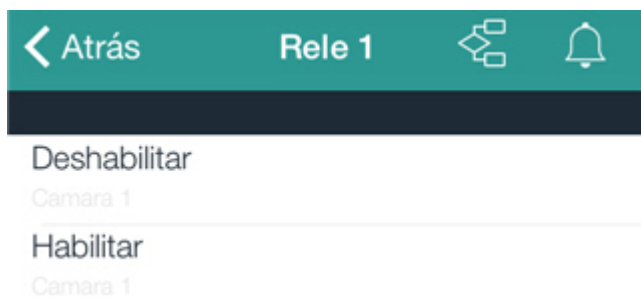 Atrás Rele 1
Deshabilitar
Camara 1
Habilitar
Camara 1